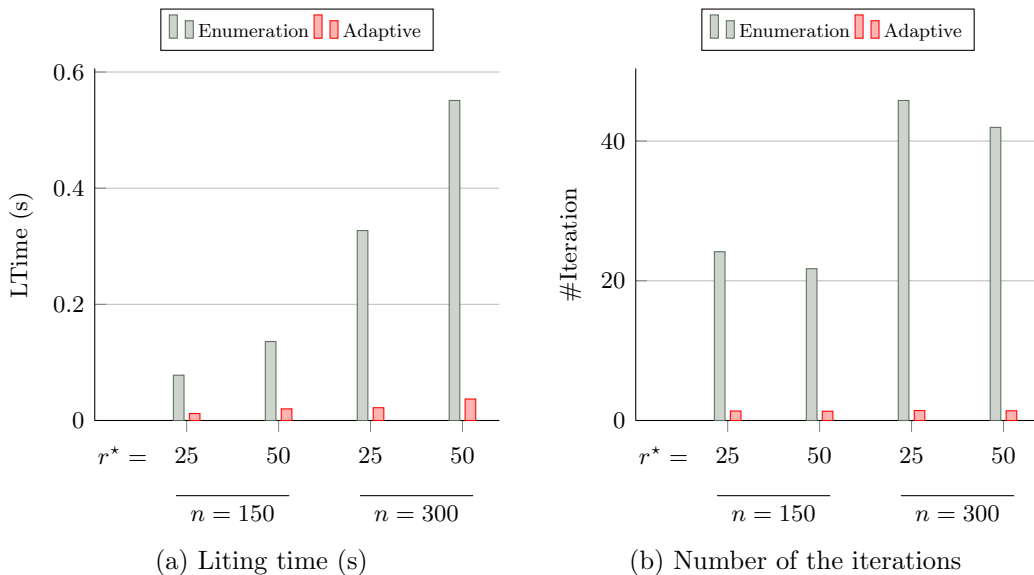 Enumeration Adaptive
0.6
0.4
0.2
0
LTime (s)
r⋆ = 25 50 25 50
n = 150 n = 300
(a) Liting time (s)
Enumeration Adaptive
40
20
0
#Iteration
r⋆ = 25 50 25 50
n = 150 n = 300
(b) Number of the iterations